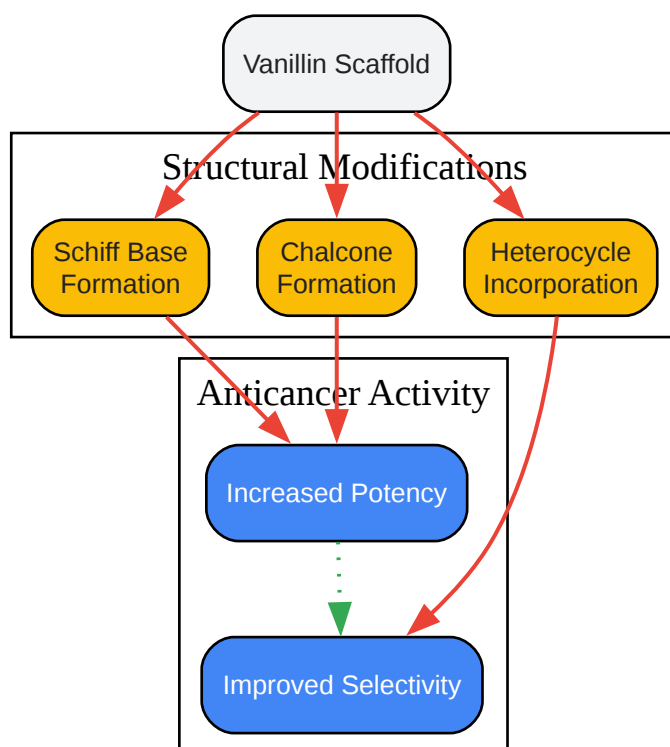 Vanillin Scaffold
Structural Modifications
Schiff Base
Formation
Chalcone
Formation
Heterocycle
Incorporation
Anticancer Activity
Increased Potency
Improved Selectivity